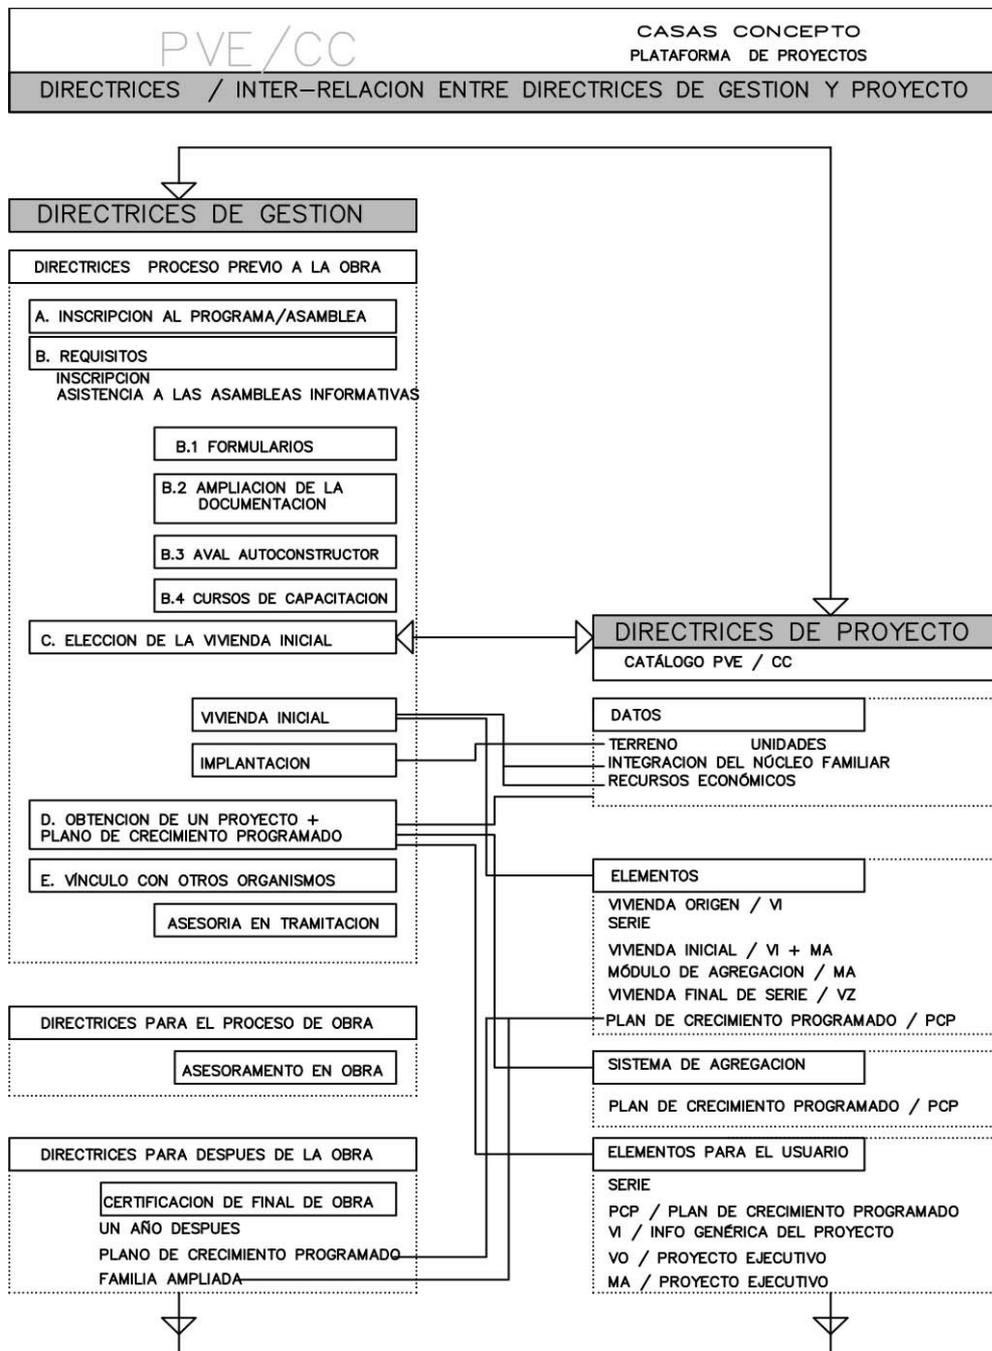 PVE/CC
CASAS CONCEPTO
PLATAFORMA DE PROYECTOS
DIRECTRICES / INTER-RELACION ENTRE DIRECTRICES DE GESTION Y PROYECTO
DIRECTRICES DE GESTION
DIRECTRICES PROCESO PREVIO A LA OBRA
A. INSCRIPCION AL PROGRAMA/ASAMBLEA
B. REQUISITOS
INSCRIPCION
ASISTENCIA A LAS ASAMBLEAS INFORMATIVAS
B.1 FORMULARIOS
B.2 AMPLIACION DE LA
DOCUMENTACION
B.3 AVAL AUTOCONSTRUCTOR
B.4 CURSOS DE CAPACITACION
C. ELECCION DE LA VIVIENDA INICIAL
VIVIENDA INICIAL
IMPLANTACION
D. OBTENCION DE UN PROYECTO +
PLANO DE CRECIMIENTO PROGRAMADO
E. VÍNCULO CON OTROS ORGANISMOS
ASESORIA EN TRAMITACION
DIRECTRICES PARA EL PROCESO DE OBRA
ASESORAMENTO EN OBRA
DIRECTRICES PARA DESPUES DE LA OBRA
CERTIFICACION DE FINAL DE OBRA
UN AÑO DESPUES
PLANO DE CRECIMIENTO PROGRAMADO
FAMILIA AMPLIADA
DIRECTRICES DE PROYECTO
CATÁLOGO PVE / CC
DATOS
TERRENO UNIDADES
INTEGRACION DEL NÚCLEO FAMILIAR
RECURSOS ECONÓMICOS
ELEMENTOS
VIVIENDA ORIGEN / VI
SERIE
VIVIENDA INICIAL / VI + MA
MÓDULO DE AGREGACION / MA
VIVIENDA FINAL DE SERIE / VZ
PLAN DE CRECIMIENTO PROGRAMADO / PCP
SISTEMA DE AGREGACION
PLAN DE CRECIMIENTO PROGRAMADO / PCP
ELEMENTOS PARA EL USUARIO
SERIE
PCP / PLAN DE CRECIMIENTO PROGRAMADO
VI / INFO GENÉRICA DEL PROYECTO
VO / PROYECTO EJECUTIVO
MA / PROYECTO EJECUTIVO